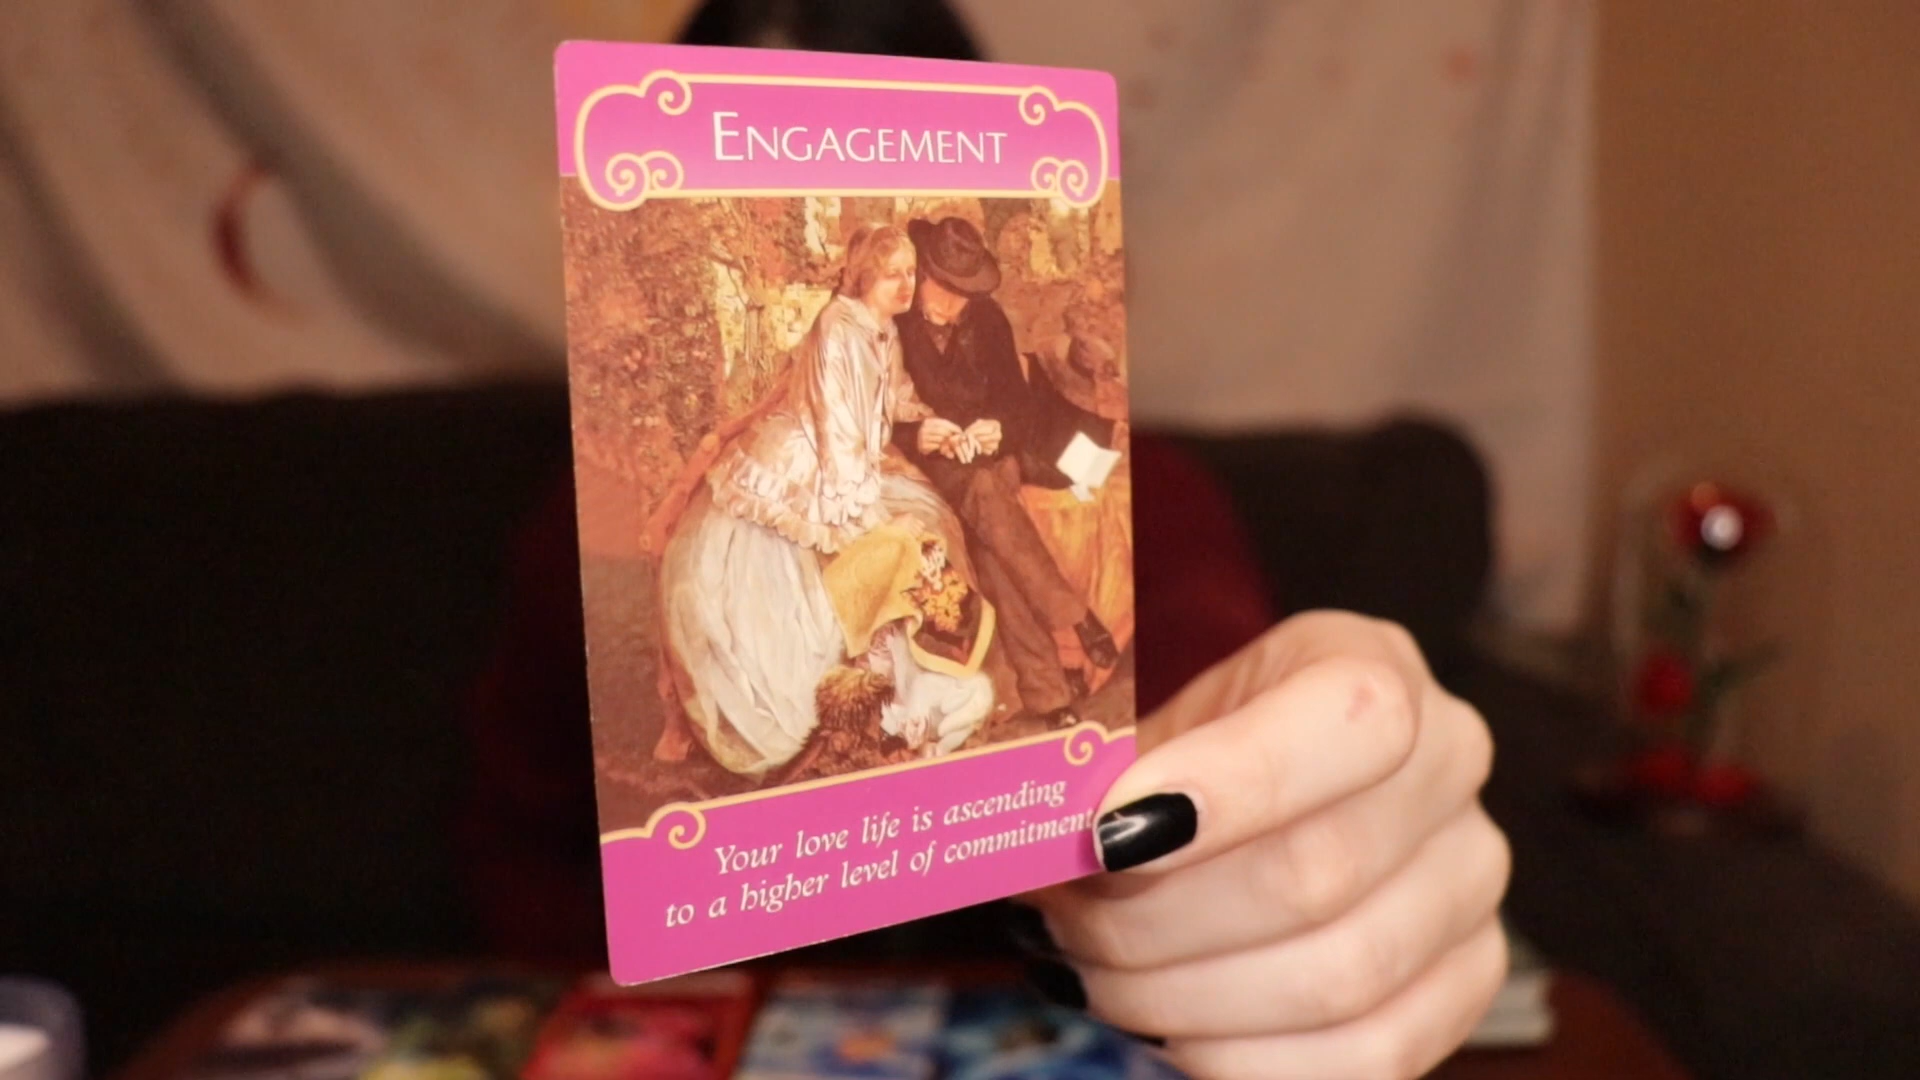 ENGAGEMENT
Your love life is ascending
to a higher level of commitment